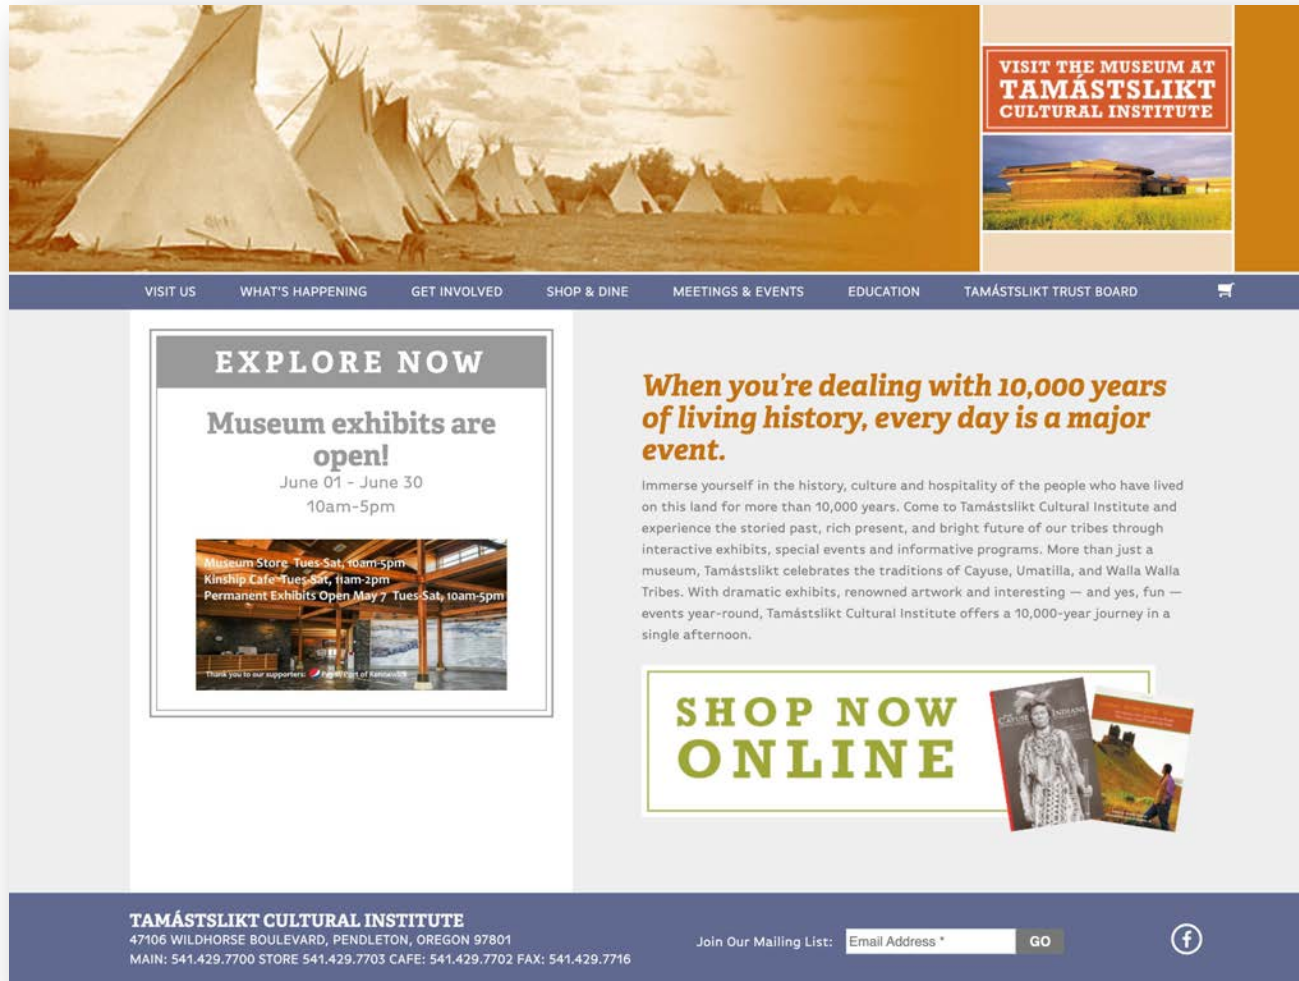 VISIT THE MUSEUM AT
TAMÁSTSLIKT
CULTURAL INSTITUTE
VISIT US
WHAT'S HAPPENING
GET INVOLVED
SHOP & DINE
MEETINGS & EVENTS
EDUCATION
TAMÁSTSLIKT TRUST BOARD
EXPLORE NOW
Museum exhibits are
open!
June 01 - June 30
10am-5pm
Museum Store Tues-Sat, 10am-5pm
Kinship Cafe Tues-Sat, 11am-2pm
Permanent Exhibits Open May 7 Tues-Sat, 10am-5pm
Thank you to our supporters:
When you're dealing with 10,000 years
of living history, every day is a major
event.
Immerse yourself in the history, culture and hospitality of the people who have lived
on this land for more than 10,000 years. Come to Tamástslikt Cultural Institute and
experience the storied past, rich present, and bright future of our tribes through
interactive exhibits, special events and informative programs. More than just a
museum, Tamástslikt celebrates the traditions of Cayuse, Umatilla, and Walla Walla
Tribes. With dramatic exhibits, renowned artwork and interesting — and yes, fun —
events year-round, Tamástslikt Cultural Institute offers a 10,000-year journey in a
single afternoon.
SHOP NOW
ONLINE
CAYUSE INDIANS
TAMÁSTSLIKT CULTURAL INSTITUTE
47106 WILDHORSE BOULEVARD, PENDLETON, OREGON 97801
MAIN: 541.429.7700 STORE 541.429.7703 CAFE: 541.429.7702 FAX: 541.429.7716
Join Our Mailing List:
Email Address *
GO